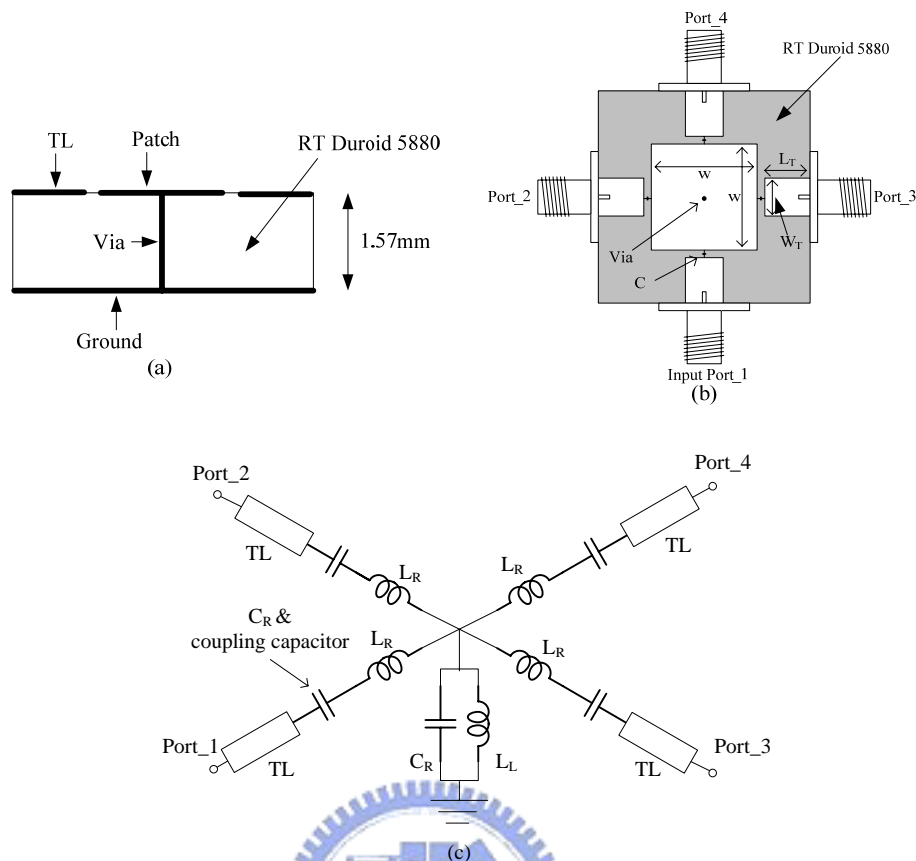 TL
Patch
RT Duroid 5880
Via
1.57mm
Ground
(a)
Port_4
RT Duroid 5880
L_T
w
Port_2
w
Port_3
W_T
Via
C
Input Port_1
(b)
Port_2
Port_4
TL
TL
L_R
L_R
C_R &
coupling capacitor
L_R
L_R
Port_1
Port_3
TL
C_R
L_L
TL
(c)